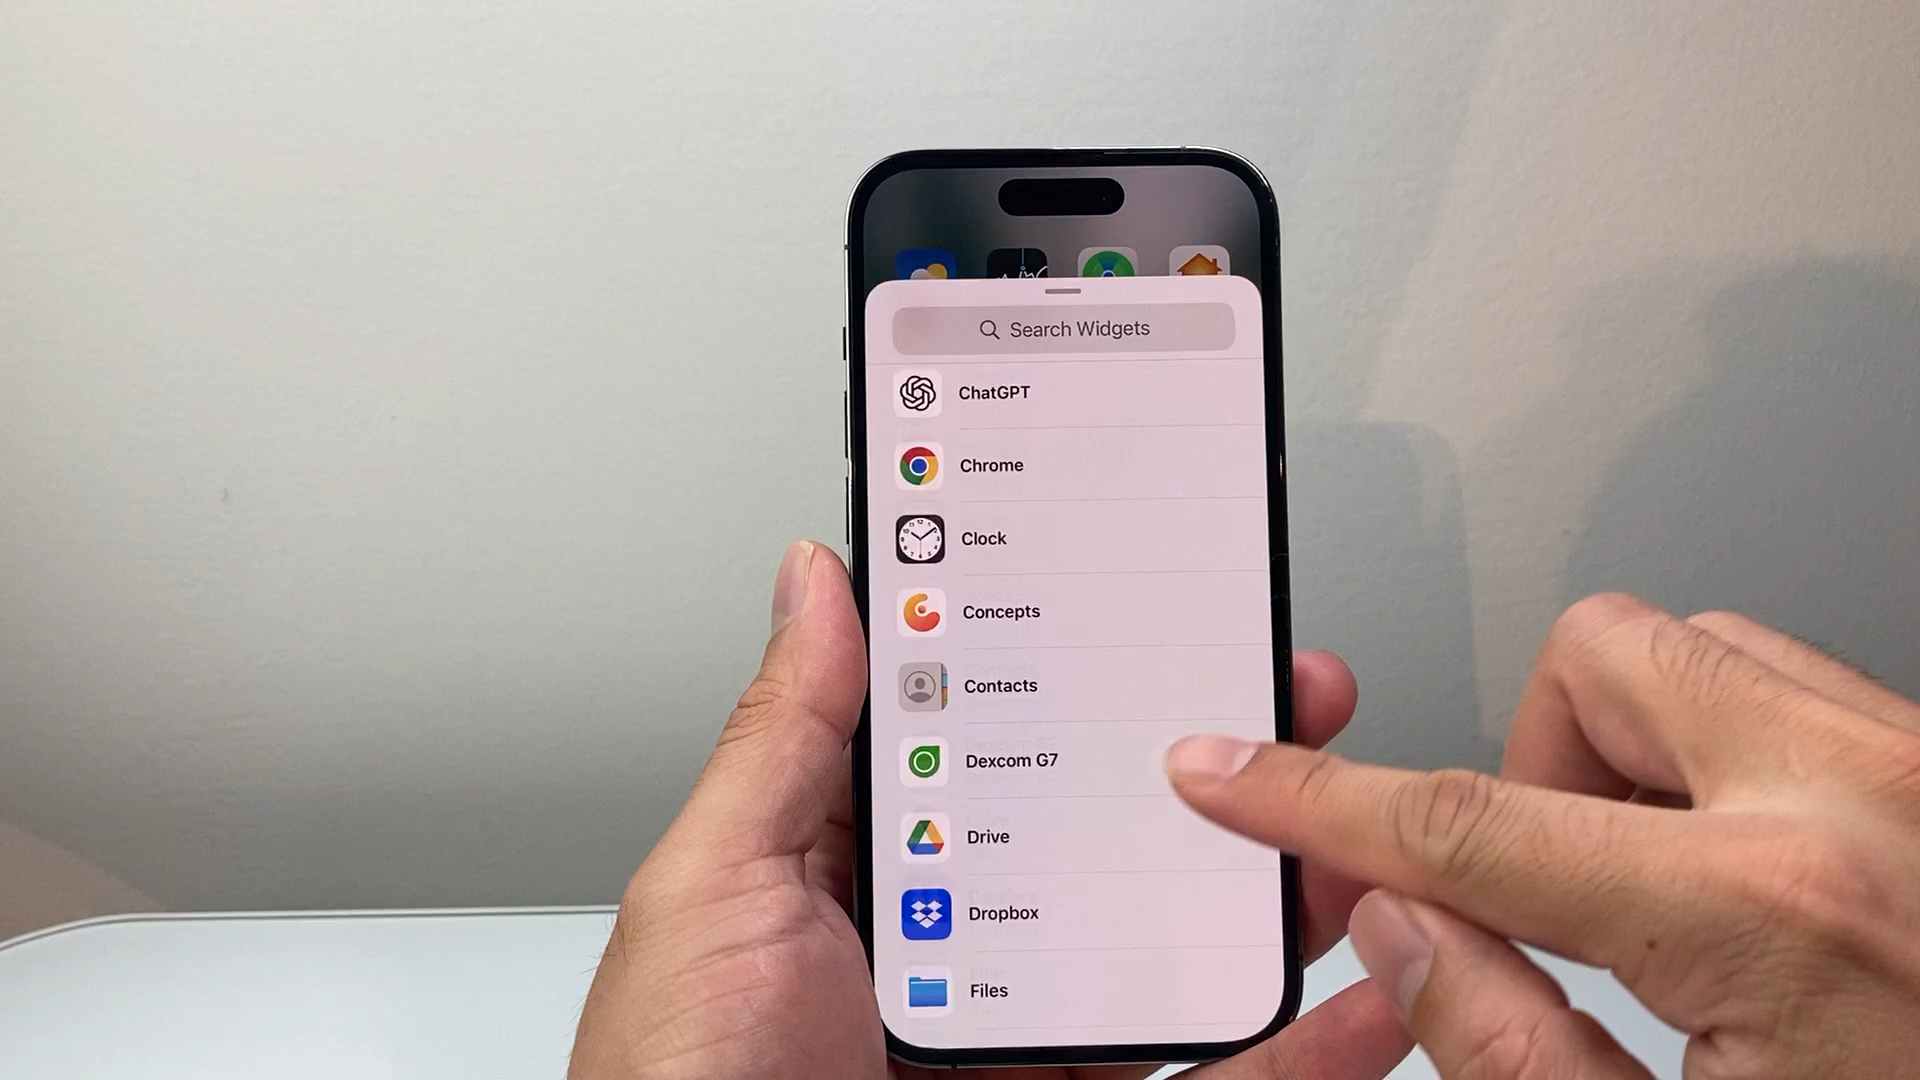 Search Widgets
ChatGPT
Chrome
Clock
Concepts
Contacts
Dexcom G7
Drive
Dropbox
Files